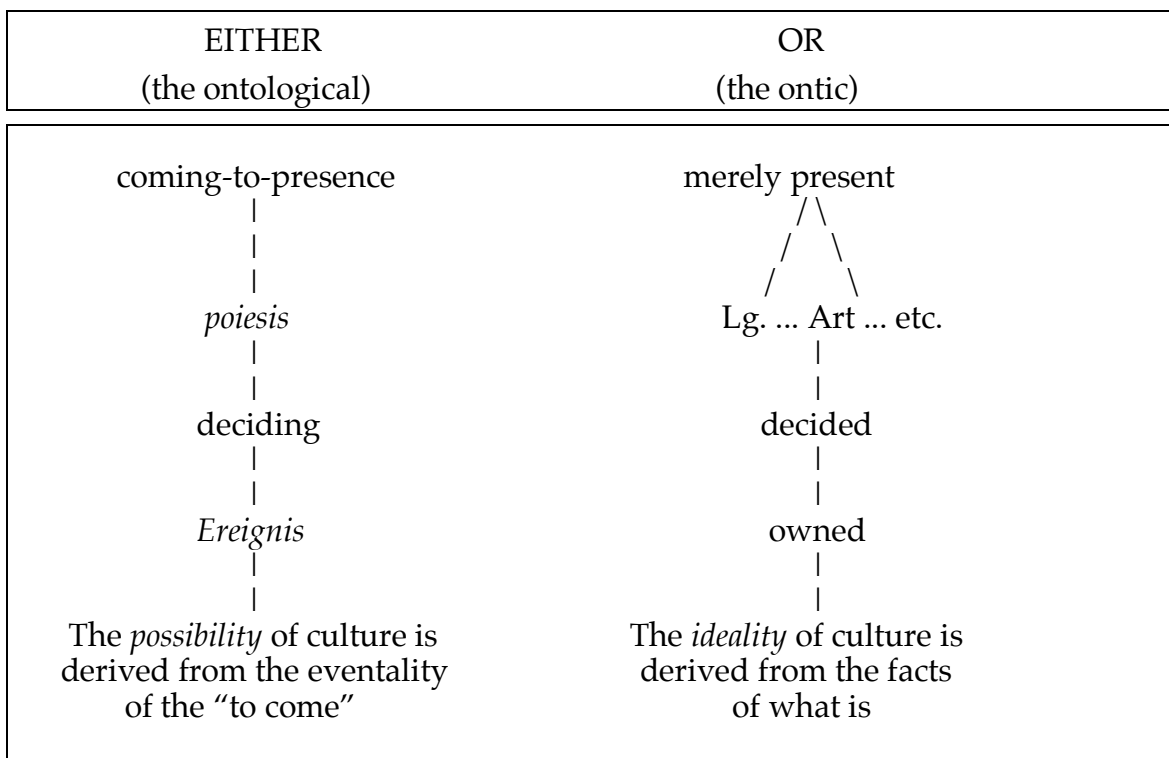 EITHER OR
(the ontological) (the ontic)
coming-to-presence merely present
poiesis Lg. ... Art ... etc.
deciding decided
Ereignis owned
The possibility of culture is The ideality of culture is
derived from the eventality derived from the facts
of the “to come” of what is